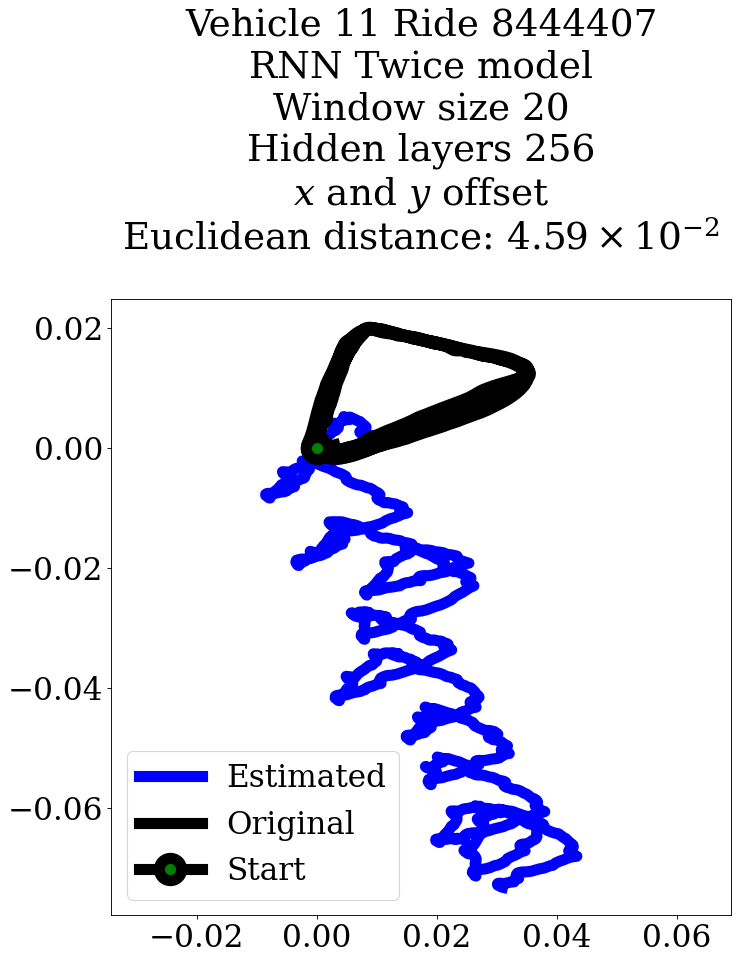 Vehicle 11 Ride 8444407
RNN Twice model
Window size 20
Hidden layers 256
x and y offset
Euclidean distance: 4.59 × 10⁻²
0.02
0.00
−0.02
−0.04
−0.06
Estimated
Original
Start
−0.02 0.00 0.02 0.04 0.06